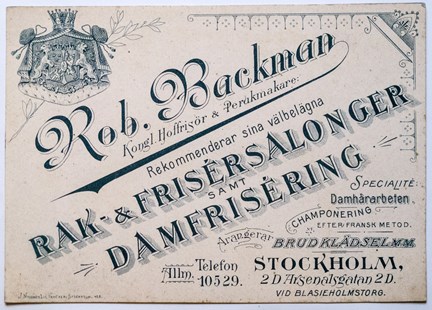 Rob. Backman
Kongl. Hoffrisör & Perukmakare.
Rekommenderar sina välbelägna
RAK- & FRISÉRSALONGER
SAMT
DAMFRISÉRING
SPECIALITÉ:
Damhårarbeten.
CHAMPONERING
EFTER FRANSK METOD.
Arangerar
BRUDKLÄDSEL M.M.
Allm. Telefon
10529.
STOCKHOLM,
2 D Arsenalsgatan 2 D.
VID BLASIEHOLMSTORG.